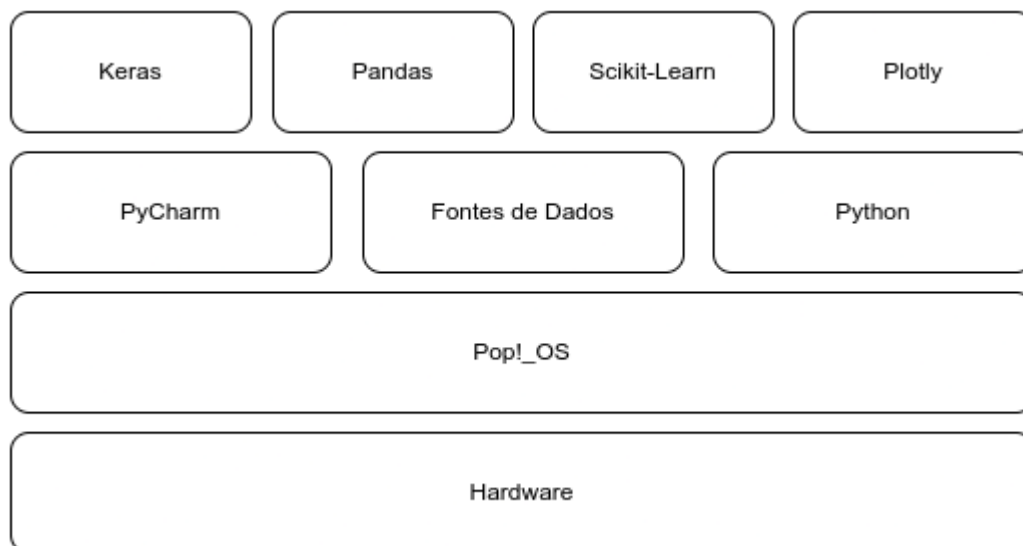 Keras
Pandas
Scikit-Learn
Plotly
PyCharm
Fontes de Dados
Python
Pop!_OS
Hardware